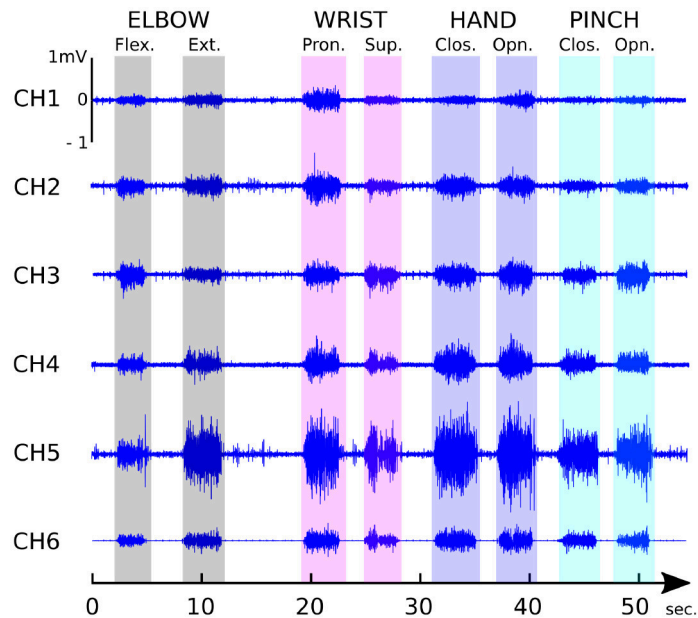 ELBOW WRIST HAND PINCH
Flex. Ext. Pron. Sup. Clos. Opn. Clos. Opn.
1mV
CH1 0
- 1
CH2
CH3
CH4
CH5
CH6
0 10 20 30 40 50 sec.